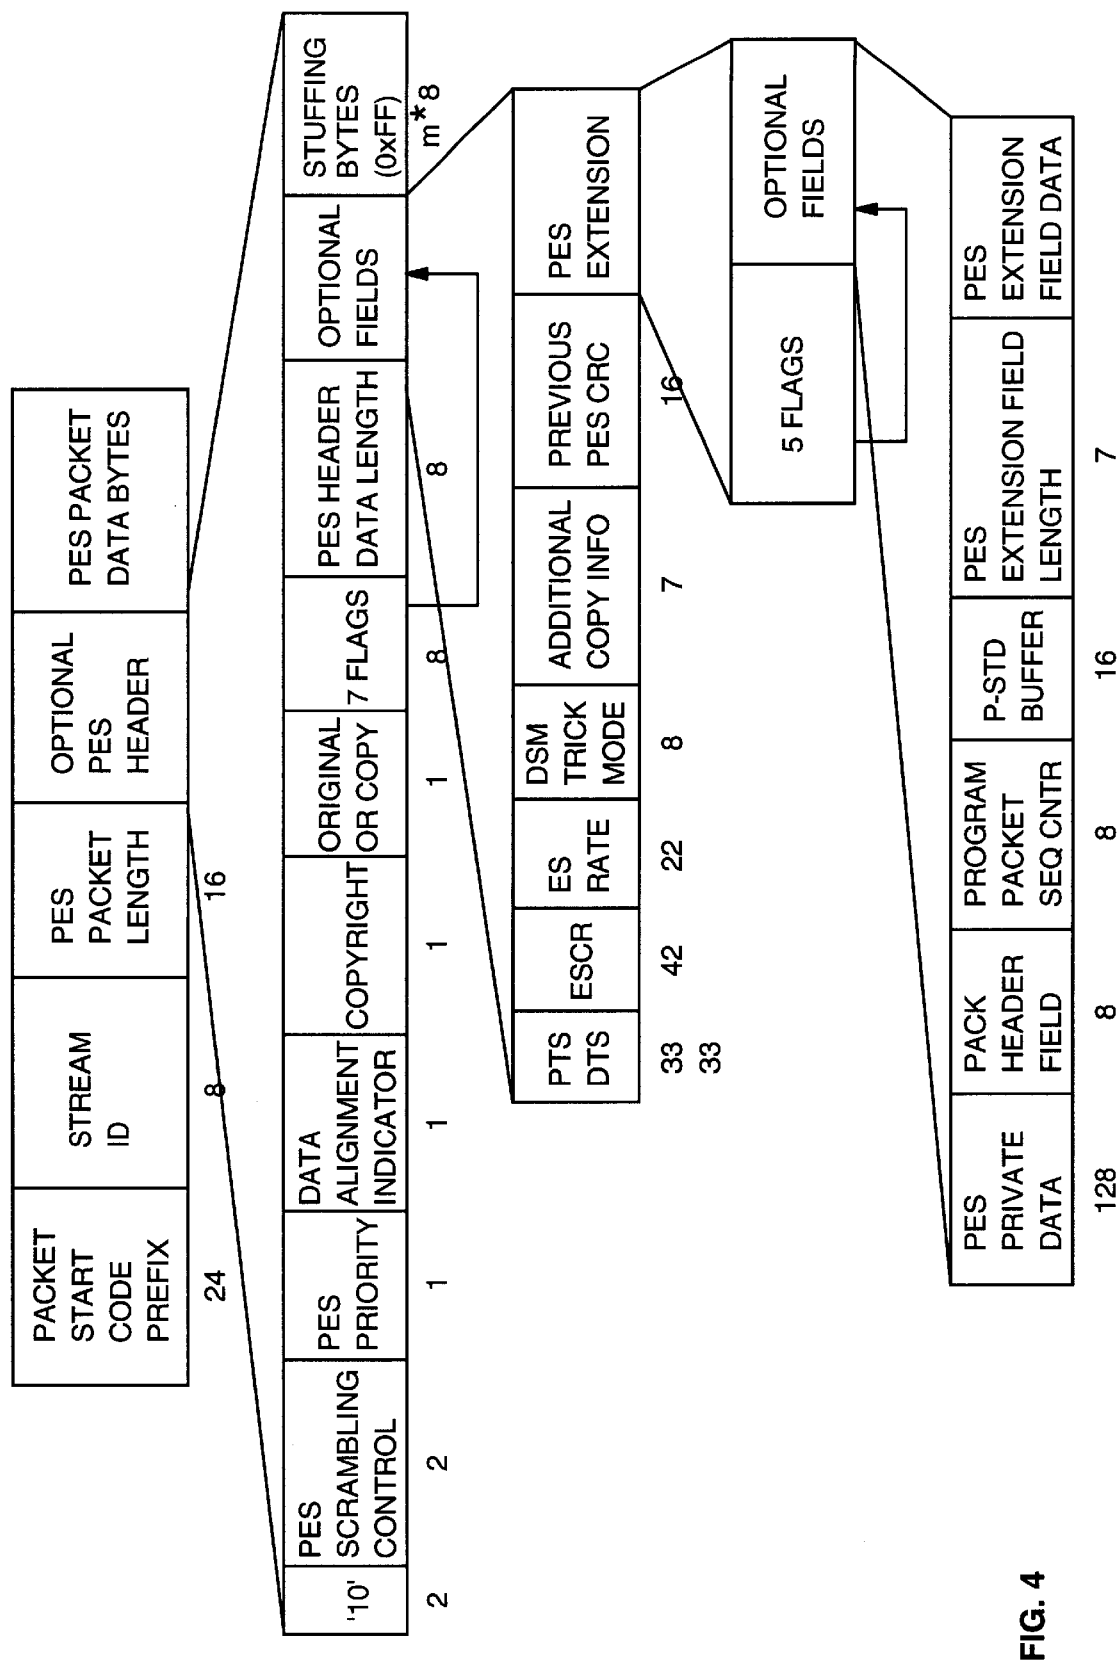 PACKET
START
CODE
PREFIX
STREAM
ID
PES
PACKET
LENGTH
OPTIONAL
PES
HEADER
PES PACKET
DATA BYTES
24
8
16
'10'
PES
SCRAMBLING
CONTROL
PES
PRIORITY
DATA
ALIGNMENT
INDICATOR
COPYRIGHT
ORIGINAL
OR COPY
7 FLAGS
PES HEADER
DATA LENGTH
OPTIONAL
FIELDS
STUFFING
BYTES
(0xFF)
2
2
1
1
1
1
8
8
m*8
PTS
DTS
ESCR
ES
RATE
DSM
TRICK
MODE
ADDITIONAL
COPY INFO
PREVIOUS
PES CRC
PES
EXTENSION
33
33
42
22
8
7
16
5 FLAGS
OPTIONAL
FIELDS
PES
PRIVATE
DATA
PACK
HEADER
FIELD
PROGRAM
PACKET
SEQ CNTR
P-STD
BUFFER
PES
EXTENSION FIELD
LENGTH
PES
EXTENSION
FIELD DATA
128
8
8
16
7
FIG. 4